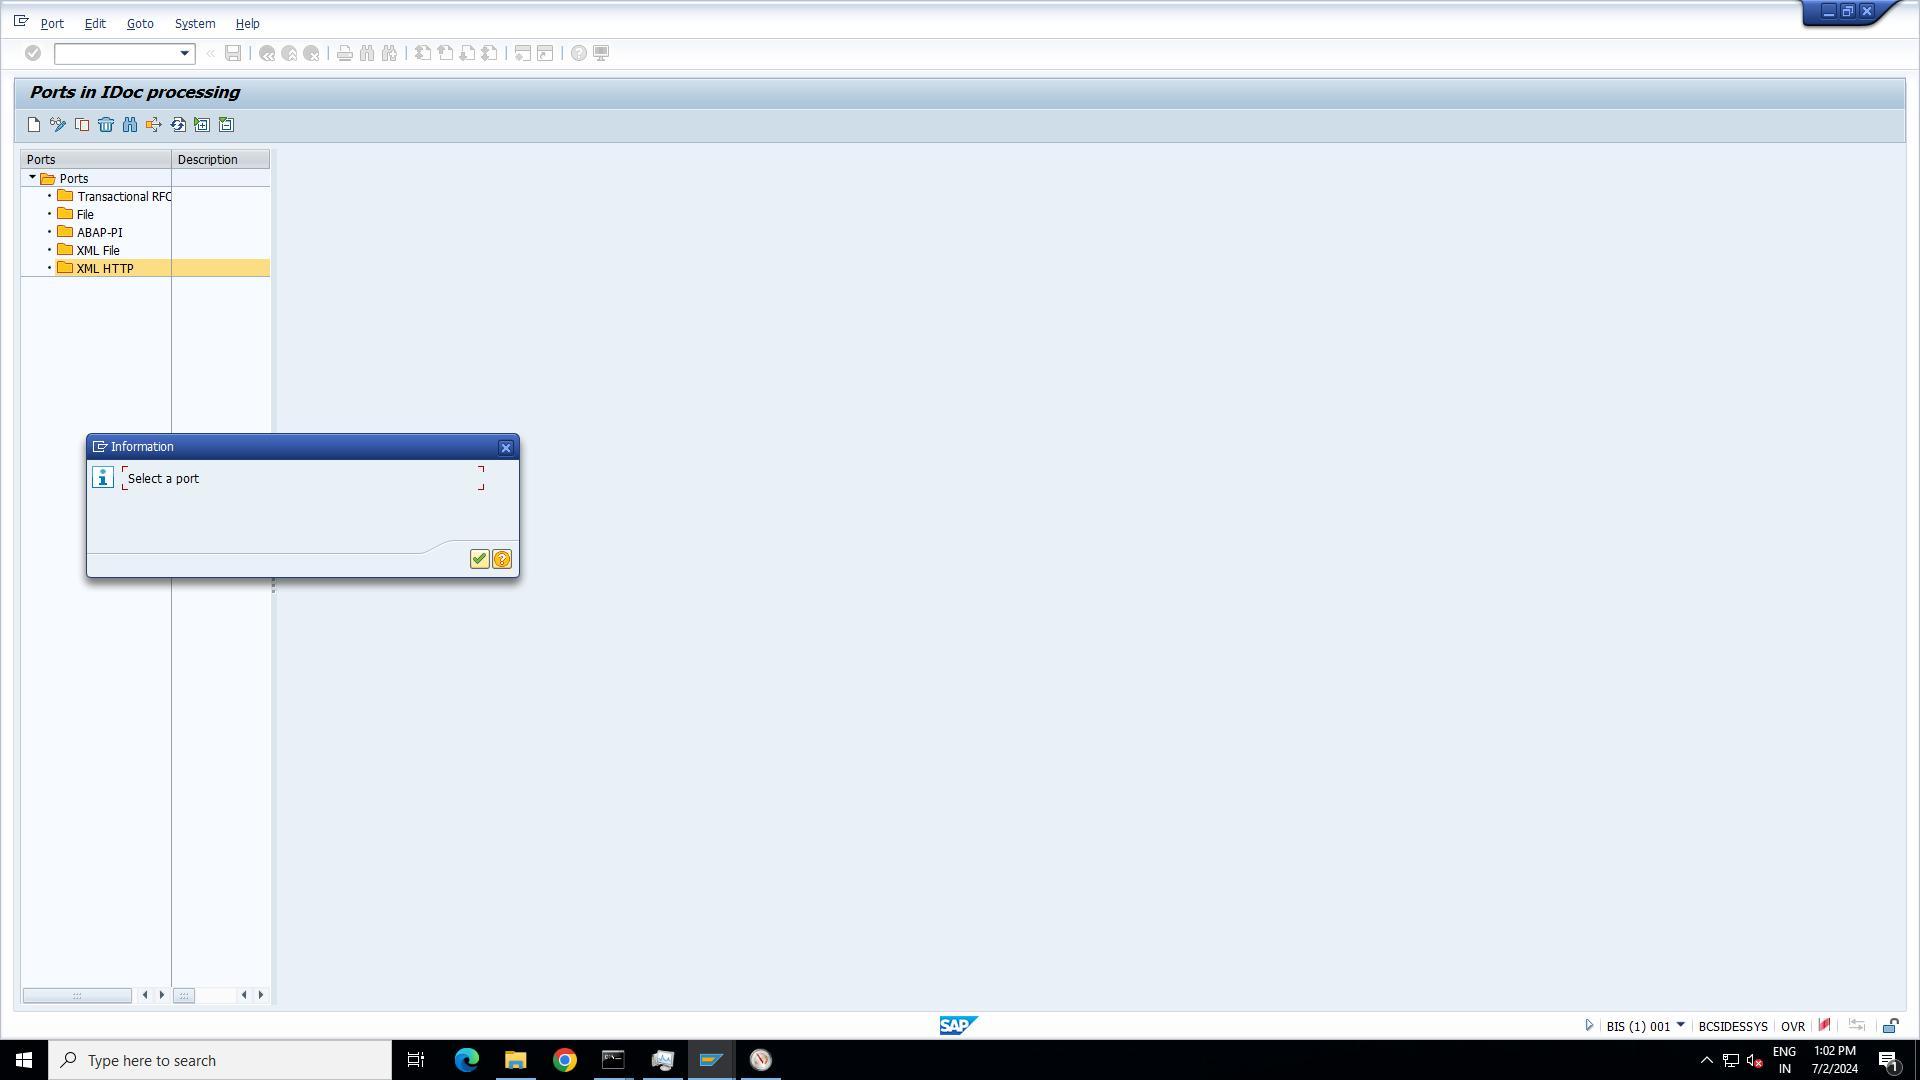 Port Edit Goto System Help
Ports in IDoc processing
Ports Description
Ports
Transactional RFC
File
ABAP-PI
XML File
XML HTTP
Information
Select a port
SAP
BIS (1) 001 BCSIDESSYS OVR
Type here to search
ENG
IN
1:02 PM
7/2/2024
1